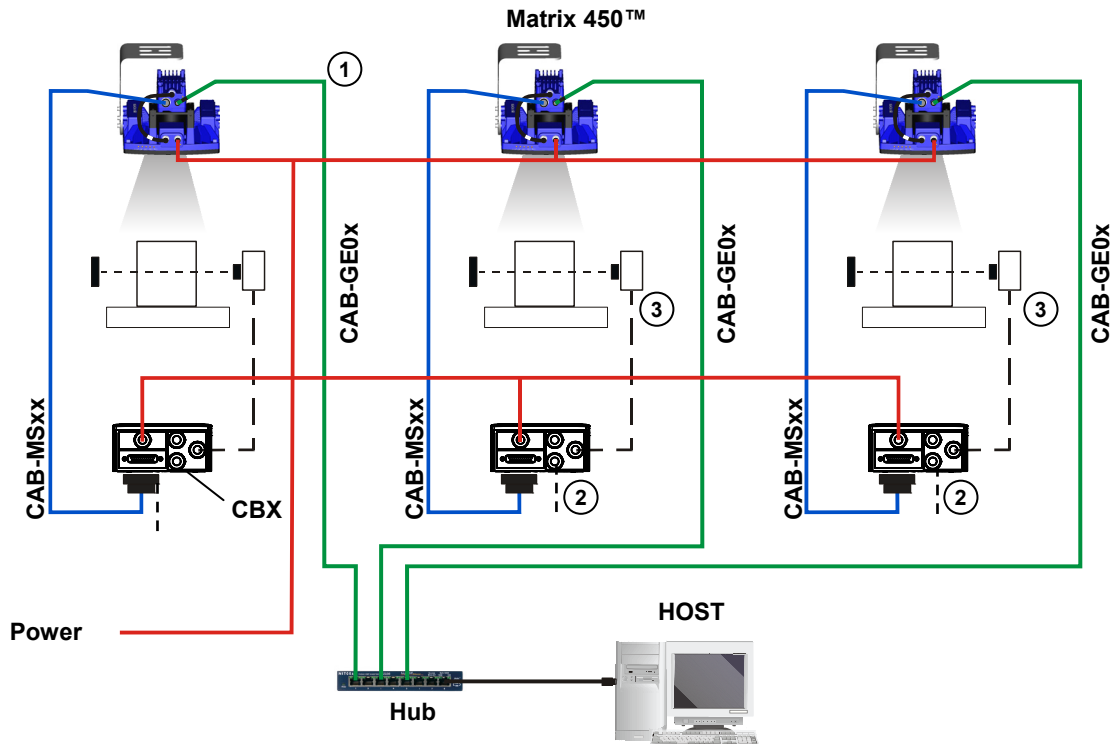 Matrix 450™
1
CAB-GE0x
CAB-GE0x
CAB-GE0x
3
3
CAB-MSxx
CAB-MSxx
CAB-MSxx
CBX
2
2
Power
HOST
Hub